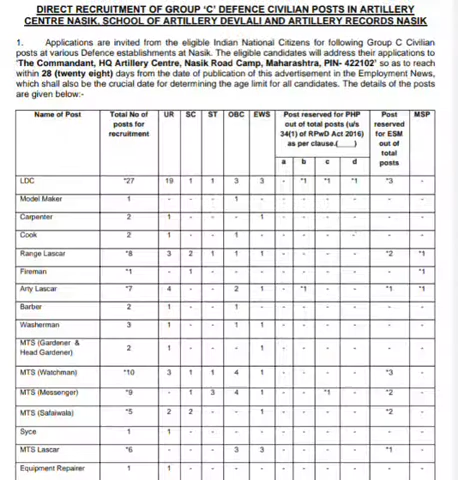 DIRECT RECRUITMENT OF GROUP 'C' DEFENCE CIVILIAN POSTS IN ARTILLERY
CENTRE NASIK, SCHOOL OF ARTILLERY DEVLALI AND ARTILLERY RECORDS NASIK
1. Applications are invited from the eligible Indian National Citizens for following Group C Civilian
posts at various Defence establishments at Nasik. The eligible candidates will address their applications to
'The Commandant, HQ Artillery Centre, Nasik Road Camp, Maharashtra, PIN- 422102' so as to reach
within 28 (twenty eight) days from the date of publication of this advertisement in the Employment News,
which shall also be the crucial date for determing the age limit for all candidates. The details of the posts
are given below:-
Name of Post Total No of posts for recruitment UR SC ST OBC EWS Post reserved for PHP out of total posts (u/s 34(1) of RPwD Act 2016) as per clause.(____) Post reserved for ESM out of total posts MSP
a b c d
LDC *27 19 1 1 3 3 - *1 *1 *1 *3 -
Model Maker 1 - - - 1 - - - - - - -
Carpenter 2 1 - - - 1 - - - - - -
Cook 2 1 - - 1 - - - - - - -
Range Lascar *8 3 2 1 1 1 - - - - *2 *1
Fireman *1 - 1 - - - - - - - - *1
Arty Lascar *7 4 - - 2 1 - *1 - - *1 *1
Barber 2 1 - - 1 - - - - - - -
Washerman 3 1 - - 1 1 - - - - - -
MTS (Gardener & Head Gardener) 2 1 - - - 1 - - - - - -
MTS (Watchman) *10 3 1 1 4 1 - - - - *3 -
MTS (Messenger) *9 - 1 3 4 1 - - *1 - *2 -
MTS (Safaiwala) *5 2 2 - - 1 - - - - *2 -
Syce 1 1 - - - - - - - - - -
MTS Lascar *6 - - - 3 3 - - - - *1 -
Equipment Repairer 1 1 - - - - - - - - - -